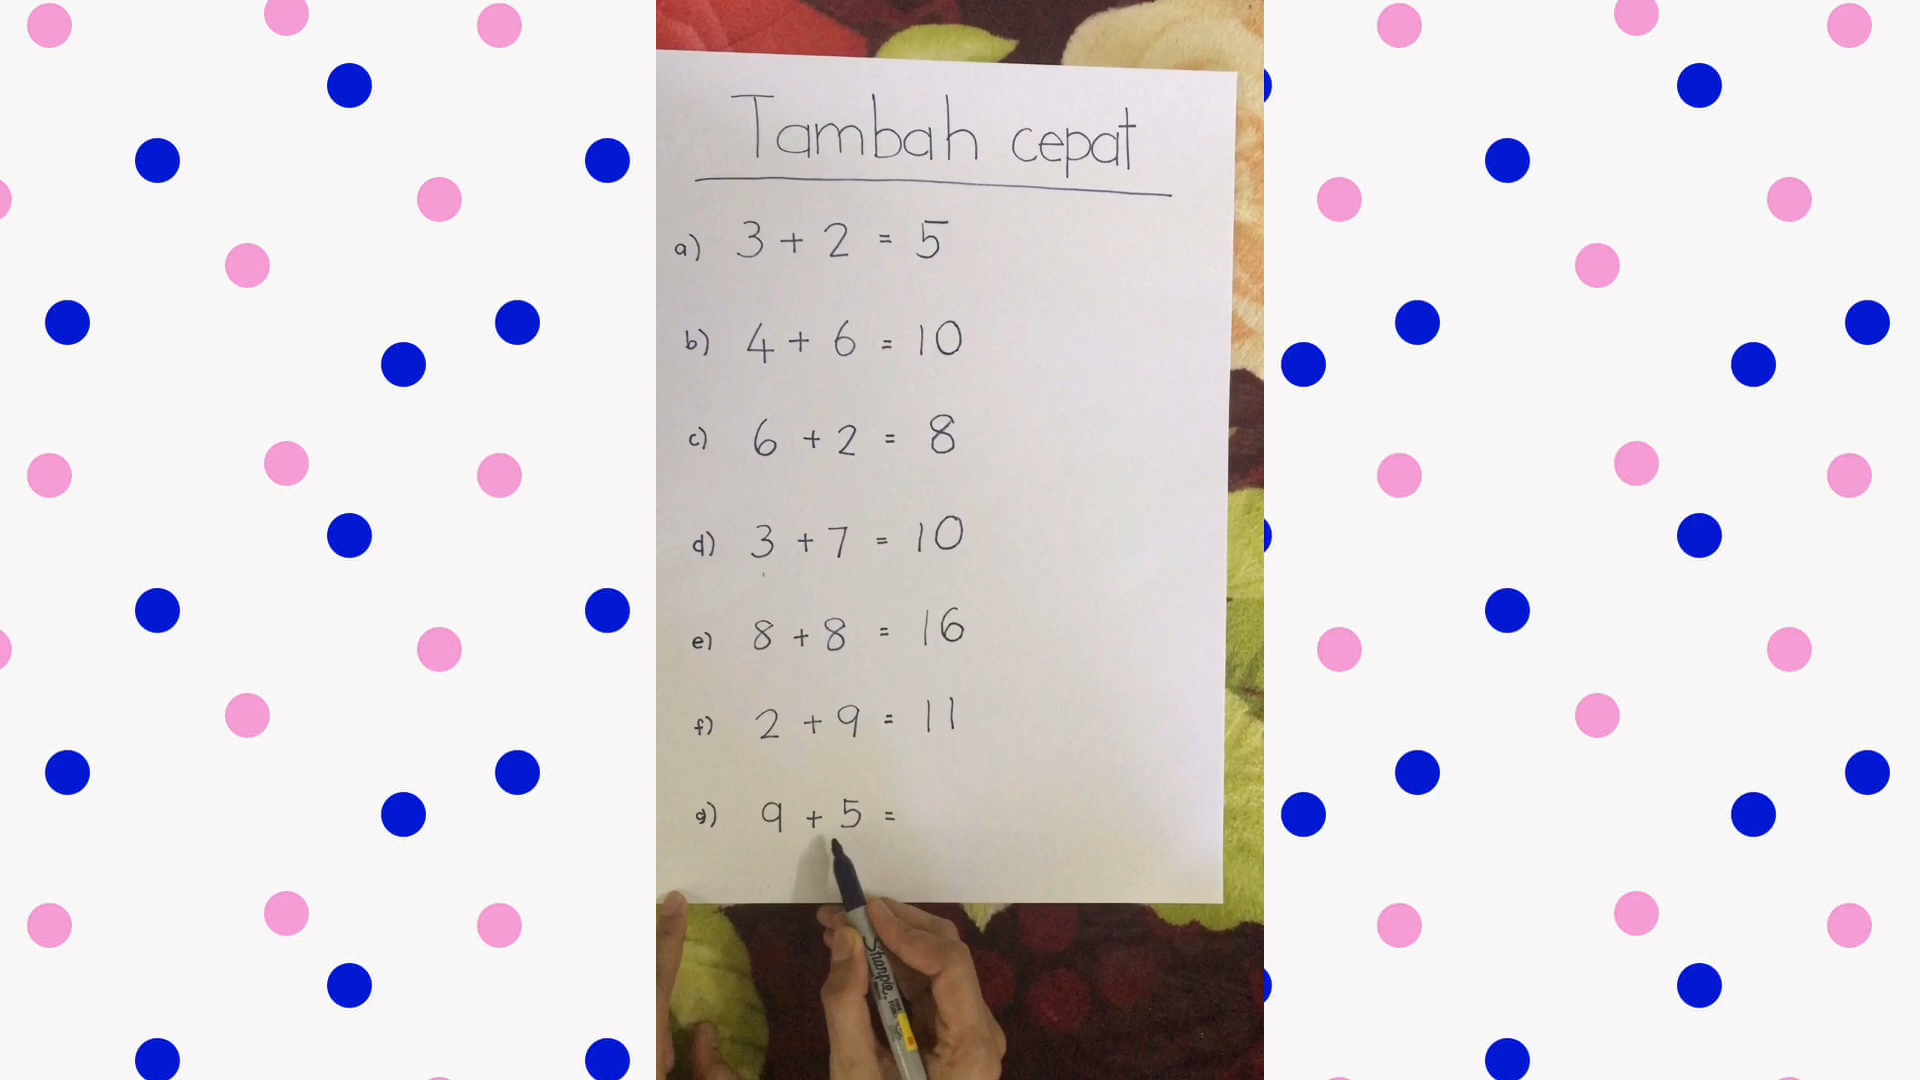 Tambah cepat
a) 3 + 2 = 5
b) 4 + 6 = 10
c) 6 + 2 = 8
d) 3 + 7 = 10
e) 8 + 8 = 16
f) 2 + 9 = 11
g) 9 + 5 =
Sharpie